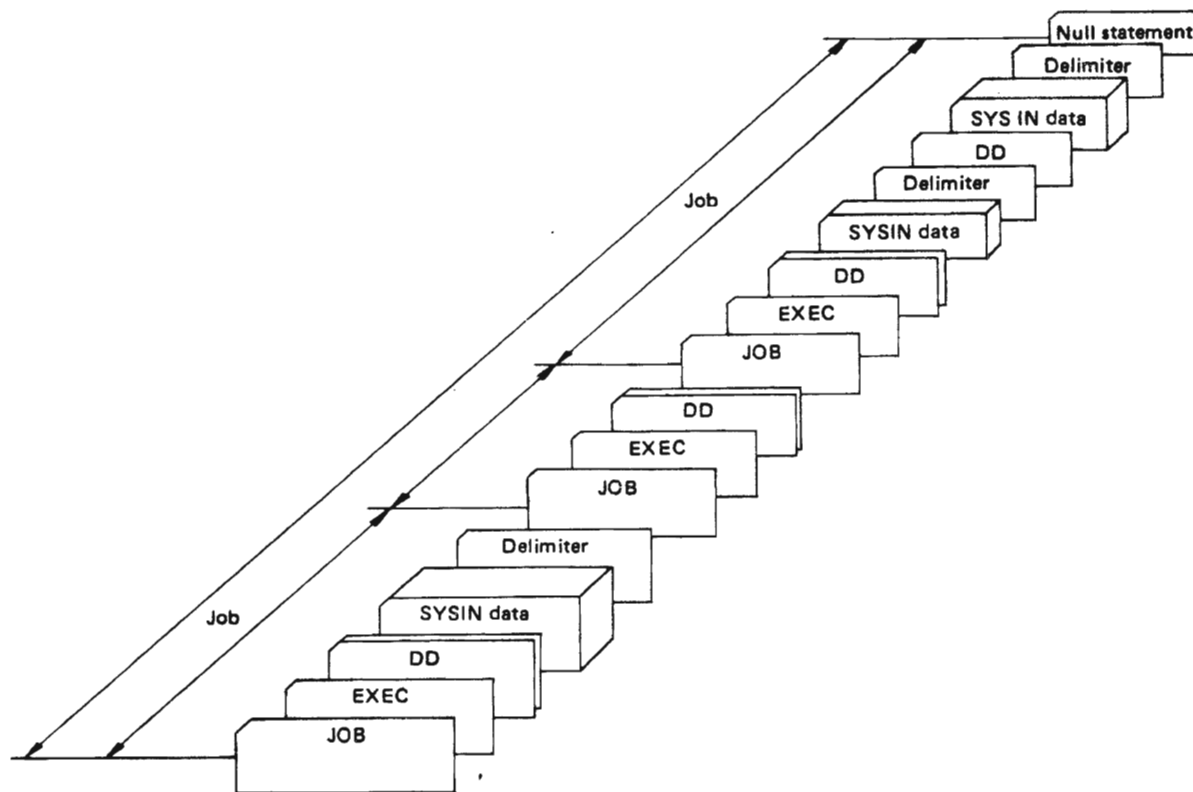 Null statement
Delimiter
SYS IN data
DD
Delimiter
Job
SYSIN data
DD
EXEC
JOB
DD
EXEC
JOB
Delimiter
SYSIN data
Job
DD
EXEC
JOB